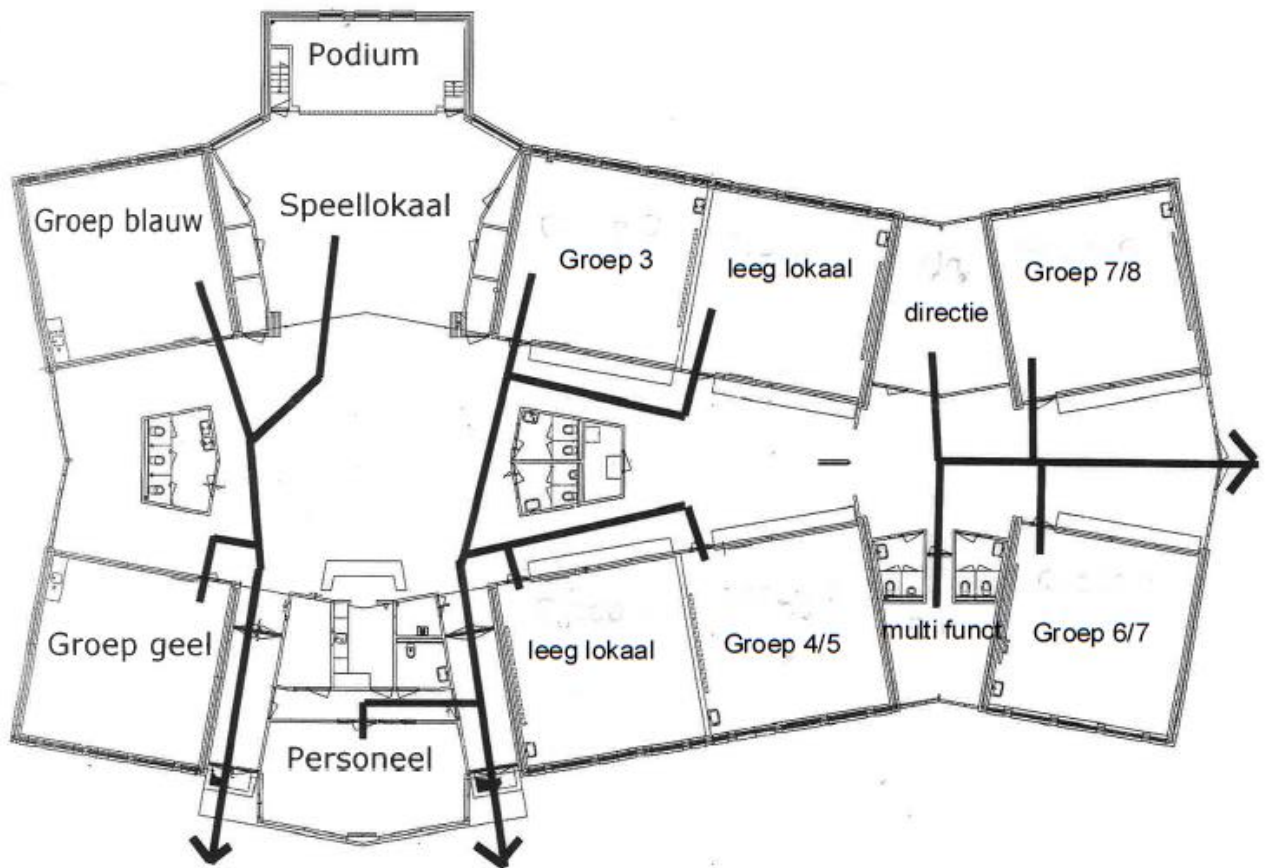 Podium
Groep blauw
Speellokaal
Groep 3
leeg lokaal
directie
Groep 7/8
Groep geel
Personeel
leeg lokaal
Groep 4/5
multi funct
Groep 6/7